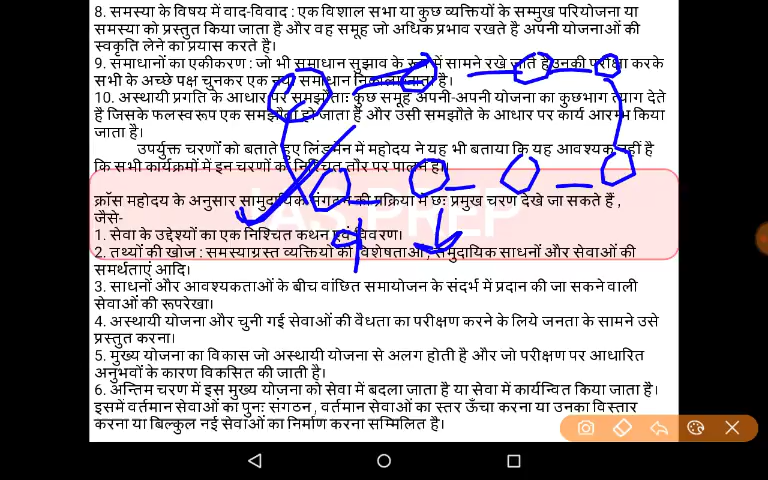 8. समस्या के विषय में वाद-विवाद : एक विशाल सभा या कुछ व्यक्तियों के सम्मुख परियोजना या
समस्या को प्रस्तुत किया जाता है और वह समूह जो अधिक प्रभाव रखते है अपनी योजनाओं की
स्वकृति लेने का प्रयास करते है।
9. समाधानों का एकीकरण : जो भी समाधान सुझाव के रूप में सामने रखे जाते है उनकी परीक्षा करके
सभी के अच्छे पक्ष चुनकर एक नया समाधान निकाला जाता है।
10. अस्थायी प्रगति के आधार पर समझौताः कुछ समूह अपनी-अपनी योजना का कुछभाग त्याग देते
है जिसके फलस्वरूप एक समझौता हो जाता है और उसी समझौते के आधार पर कार्य आरम्भ किया
जाता है।
उपर्युक्त चरणों को बताते हुए लिंडमैन में महोदय ने यह भी बताया कि यह आवश्यक नहीं है
कि सभी कार्यक्रमों में इन चरणों का निश्चित तौर पर पालन हो।
क्रॉस महोदय के अनुसार सामुदायिक संगठन की प्रक्रिया में छः प्रमुख चरण देखे जा सकते हैं ,
जैसे-
1. सेवा के उद्देश्यों का एक निश्चित कथन एवं विवरण।
2. तथ्यों की खोज : समस्याग्रस्त व्यक्तियों की विशेषताओं , समुदायिक साधनों और सेवाओं की
समर्थताएं आदि।
3. साधनों और आवश्यकताओं के बीच वांछित समायोजन के संदर्भ में प्रदान की जा सकने वाली
सेवाओं की रूपरेखा।
4. अस्थायी योजना और चुनी गई सेवाओं की वैधता का परीक्षण करने के लिये जनता के सामने उसे
प्रस्तुत करना।
5. मुख्य योजना का विकास जो अस्थायी योजना से अलग होती है और जो परीक्षण पर आधारित
अनुभवों के कारण विकसित की जाती है।
6. अन्तिम चरण में इस मुख्य योजना को सेवा में बदला जाता है या सेवा में कार्यन्वित किया जाता है।
इसमें वर्तमान सेवाओं का पुनः संगठन , वर्तमान सेवाओं का स्तर ऊँचा करना या उनका विस्तार
करना या बिल्कुल नई सेवाओं का निर्माण करना सम्मिलित है।